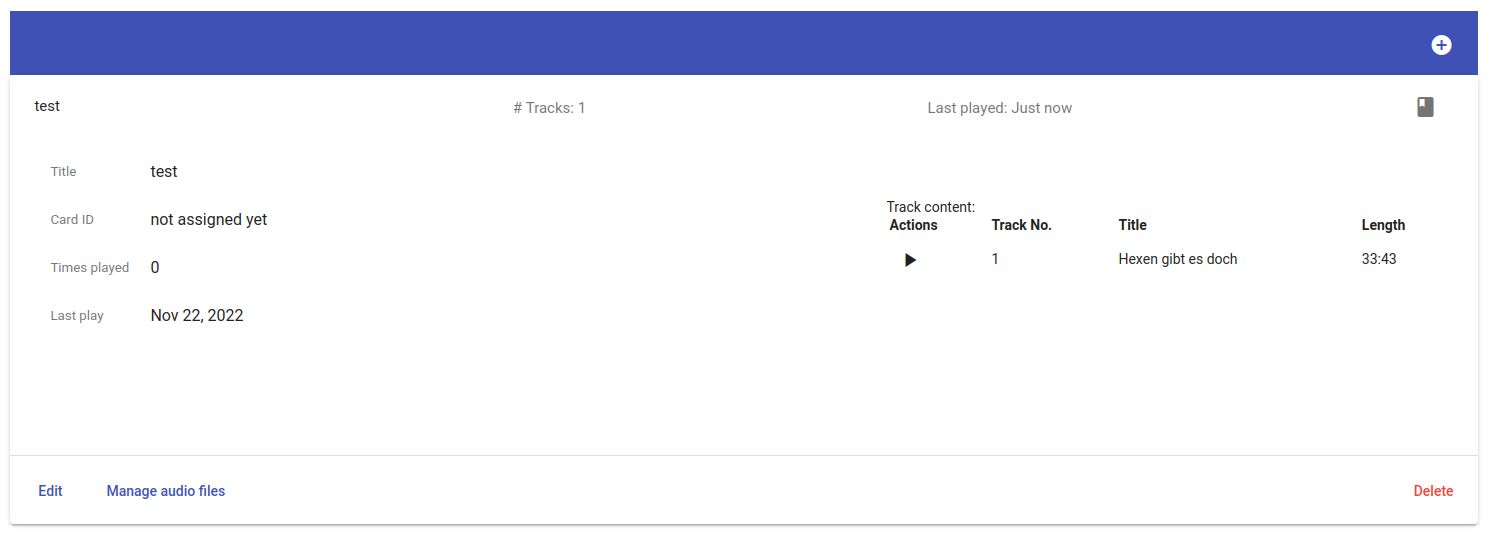 test # Tracks: 1 Last played: Just now
Title test
Card ID not assigned yet
Times played 0
Last play Nov 22, 2022
Track content:
Actions Track No. Title Length
1 Hexen gibt es doch 33:43
Edit Manage audio files Delete